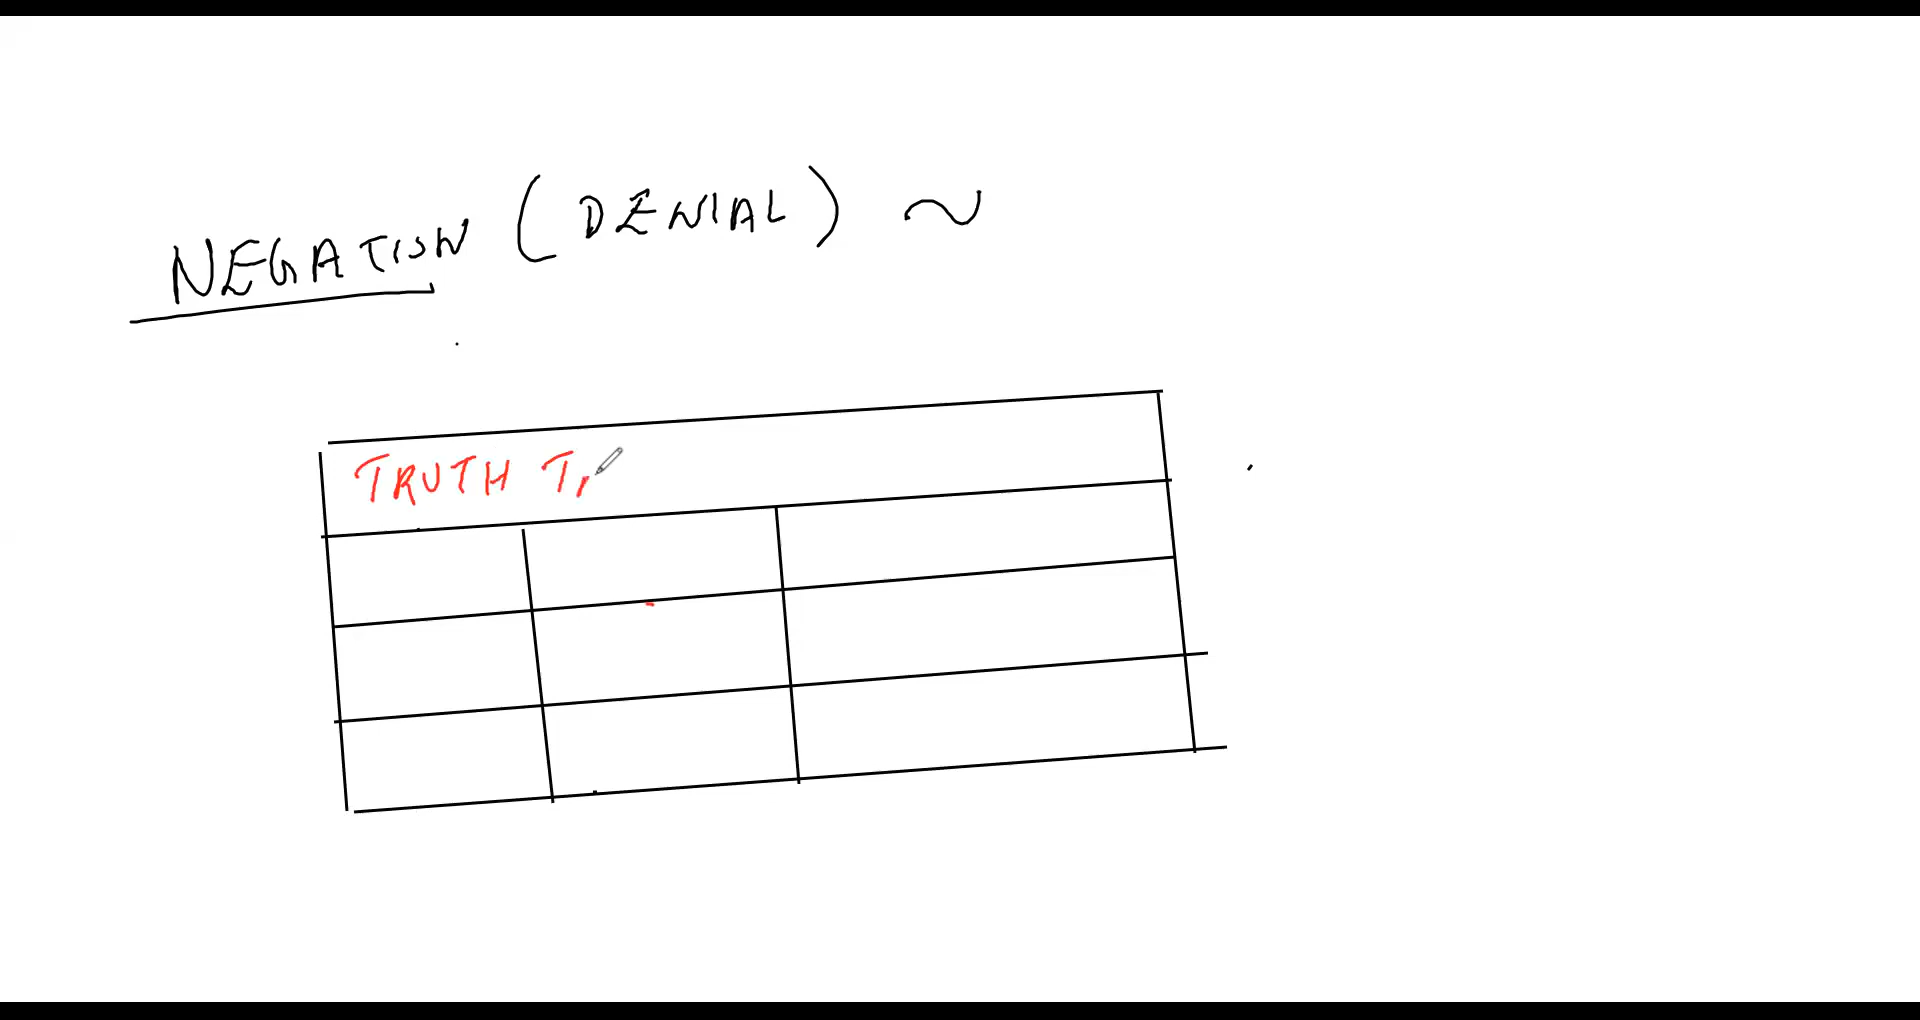 NEGATION (DENIAL) ~
TRUTH T